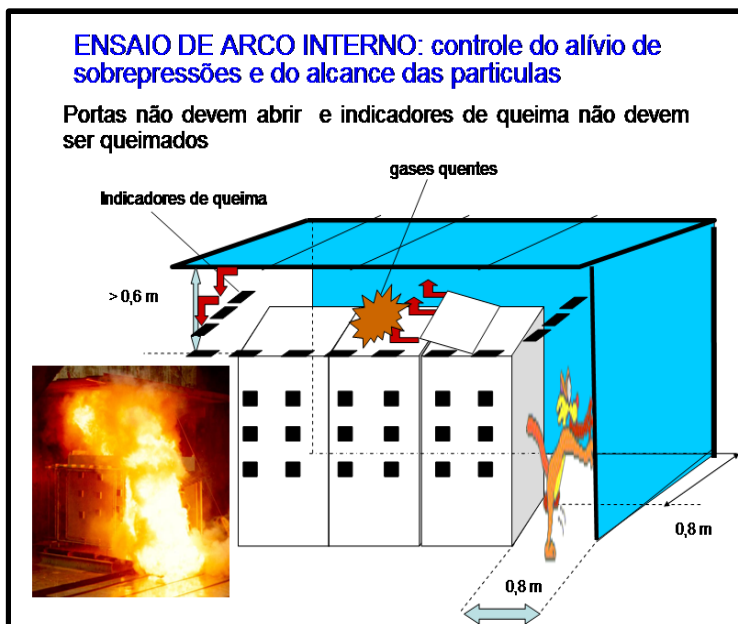 ENSAIO DE ARCO INTERNO: controle do alívio de
sobrepressões e do alcance das particulas
Portas não devem abrir e indicadores de queima não devem
ser queimados
gases quentes
Indicadores de queima
> 0,6 m
0,8 m
0,8 m